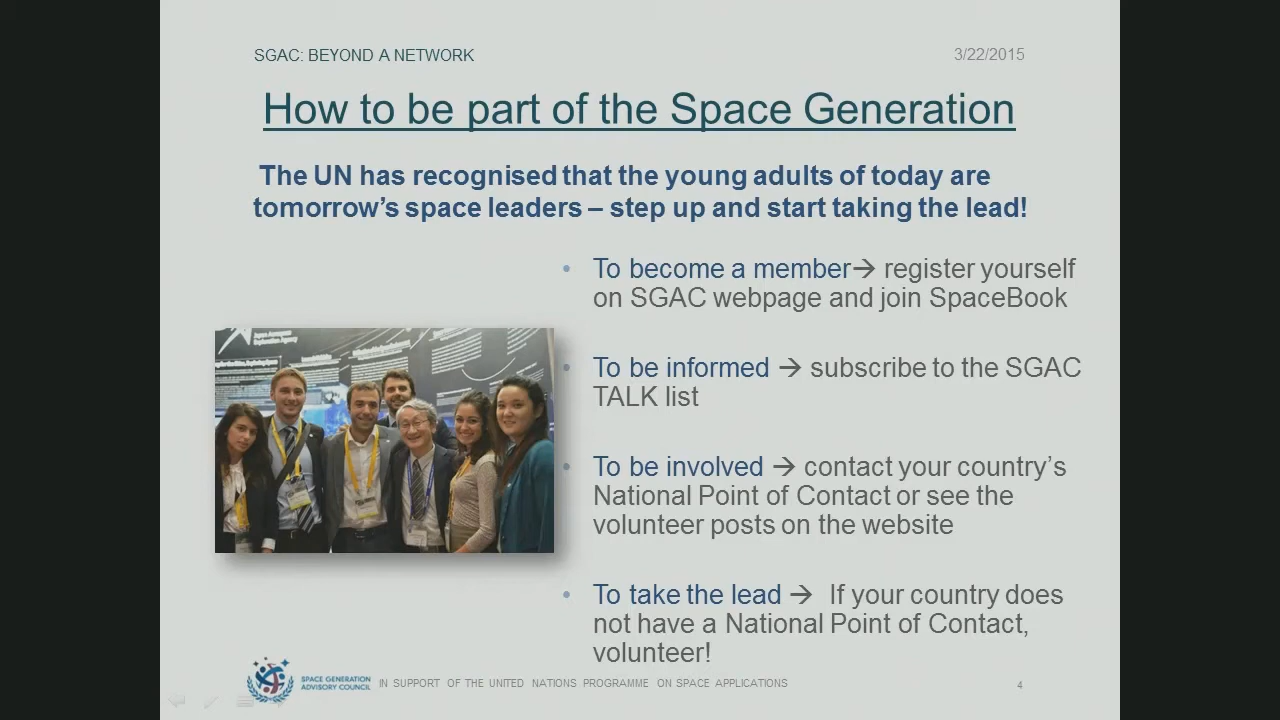 SGAC: BEYOND A NETWORK
3/22/2015
How to be part of the Space Generation
The UN has recognised that the young adults of today are
tomorrow’s space leaders – step up and start taking the lead!
• To become a member→ register yourself
on SGAC webpage and join SpaceBook
• To be informed → subscribe to the SGAC
TALK list
• To be involved → contact your country’s
National Point of Contact or see the
volunteer posts on the website
• To take the lead → If your country does
not have a National Point of Contact,
volunteer!
SPACE GENERATION
ADVISORY COUNCIL
IN SUPPORT OF THE UNITED NATIONS PROGRAMME ON SPACE APPLICATIONS
4